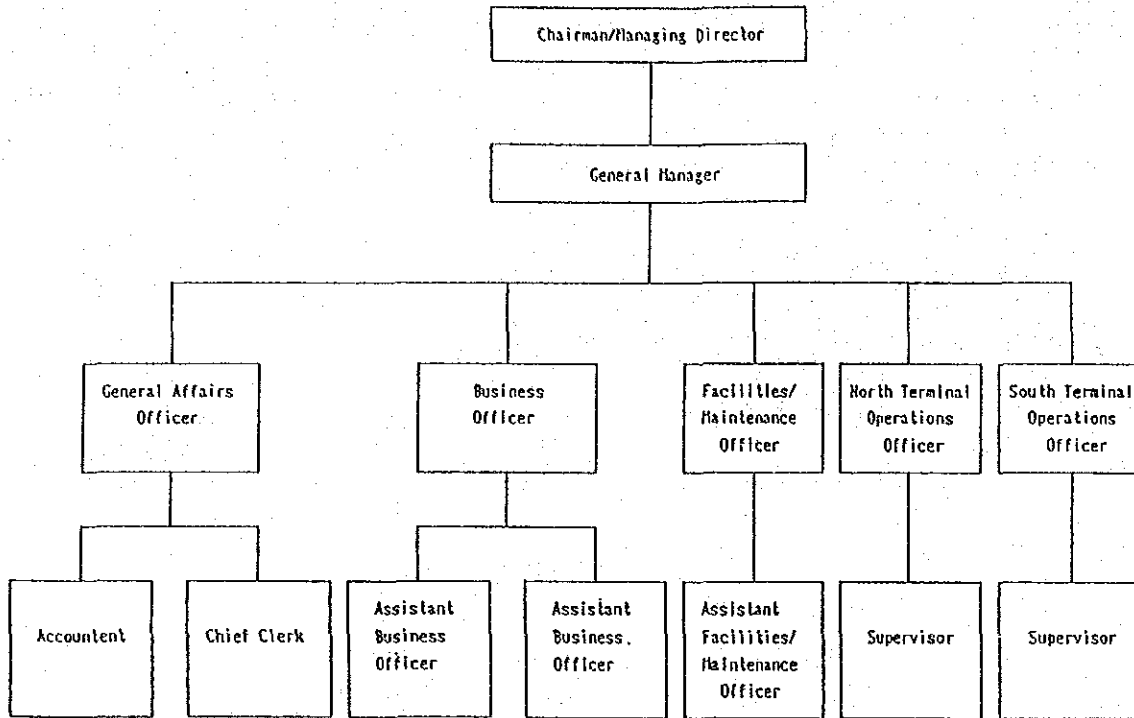 Chairman/Managing Director
General Manager
General Affairs
Officer
Business
Officer
Facilities/
Maintenance
Officer
North Terminal
Operations
Officer
South Terminal
Operations
Officer
Accountent
Chief Clerk
Assistant
Business
Officer
Assistant
Business.
Officer
Assistant
Facilities/
Maintenance
Officer
Supervisor
Supervisor